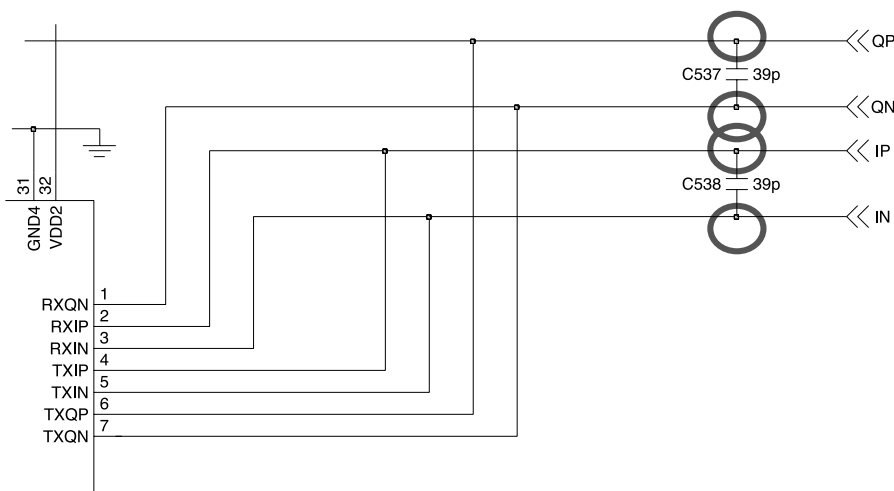 QP
C537 39p
QN
IP
C538 39p
IN
31
32
GND4
VDD2
RXQN 1
RXIP 2
RXIN 3
TXIP 4
TXIN 5
TXQP 6
TXQN 7